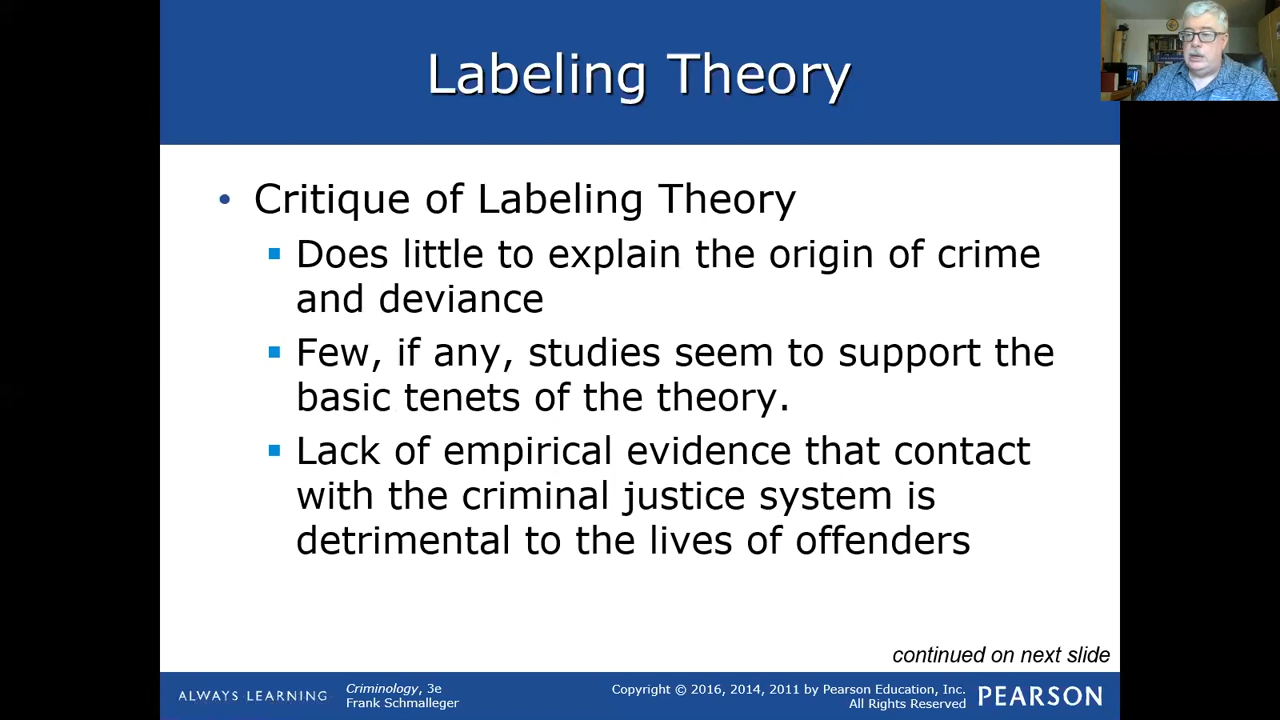 Labeling Theory
• Critique of Labeling Theory
▪ Does little to explain the origin of crime
and deviance
▪ Few, if any, studies seem to support the
basic tenets of the theory.
▪ Lack of empirical evidence that contact
with the criminal justice system is
detrimental to the lives of offenders
continued on next slide
ALWAYS LEARNING
Criminology, 3e
Frank Schmalleger
Copyright © 2016, 2014, 2011 by Pearson Education, Inc.
All Rights Reserved
PEARSON